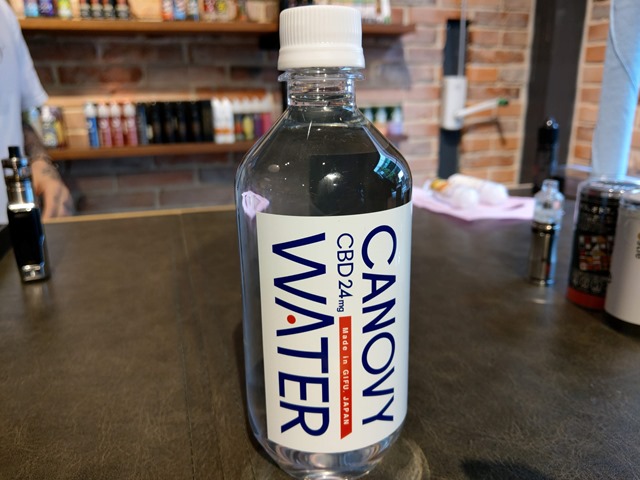 CANOVY
CBD 24mg
Made in GIFU, JAPAN
WATER